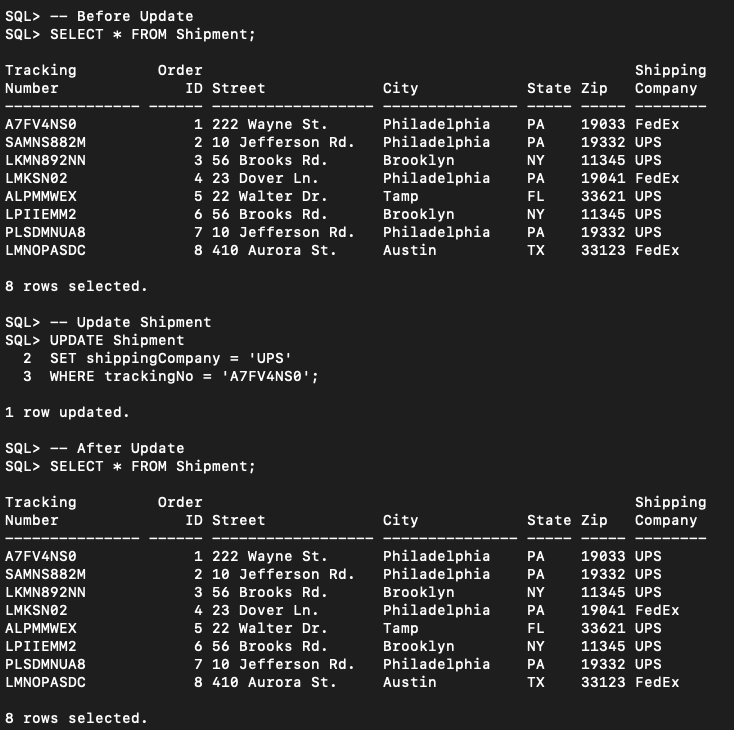 SQL> -- Before Update
SQL> SELECT * FROM Shipment;
Tracking             Order                                                Shipping
Number                  ID Street             City            State Zip   Company
--------------- ------ ------------------ --------------- ----- ----- --------
A7FV4NS0             1 222 Wayne St.      Philadelphia    PA    19033 FedEx
SAMNS882M            2 10 Jefferson Rd.   Philadelphia    PA    19332 UPS
LKMN892NN            3 56 Brooks Rd.      Brooklyn        NY    11345 UPS
LMKSN02              4 23 Dover Ln.       Philadelphia    PA    19041 FedEx
ALPMMWEX             5 22 Walter Dr.      Tamp            FL    33621 UPS
LPIIEMM2             6 56 Brooks Rd.      Brooklyn        NY    11345 UPS
PLSDMNUA8            7 10 Jefferson Rd.   Philadelphia    PA    19332 UPS
LMNOPASDC            8 410 Aurora St.     Austin          TX    33123 FedEx
8 rows selected.
SQL> -- Update Shipment
SQL> UPDATE Shipment
  2  SET shippingCompany = 'UPS'
  3  WHERE trackingNo = 'A7FV4NS0';
1 row updated.
SQL> -- After Update
SQL> SELECT * FROM Shipment;
Tracking             Order                                                Shipping
Number                  ID Street             City            State Zip   Company
--------------- ------ ------------------ --------------- ----- ----- --------
A7FV4NS0             1 222 Wayne St.      Philadelphia    PA    19033 UPS
SAMNS882M            2 10 Jefferson Rd.   Philadelphia    PA    19332 UPS
LKMN892NN            3 56 Brooks Rd.      Brooklyn        NY    11345 UPS
LMKSN02              4 23 Dover Ln.       Philadelphia    PA    19041 FedEx
ALPMMWEX             5 22 Walter Dr.      Tamp            FL    33621 UPS
LPIIEMM2             6 56 Brooks Rd.      Brooklyn        NY    11345 UPS
PLSDMNUA8            7 10 Jefferson Rd.   Philadelphia    PA    19332 UPS
LMNOPASDC            8 410 Aurora St.     Austin          TX    33123 FedEx
8 rows selected.